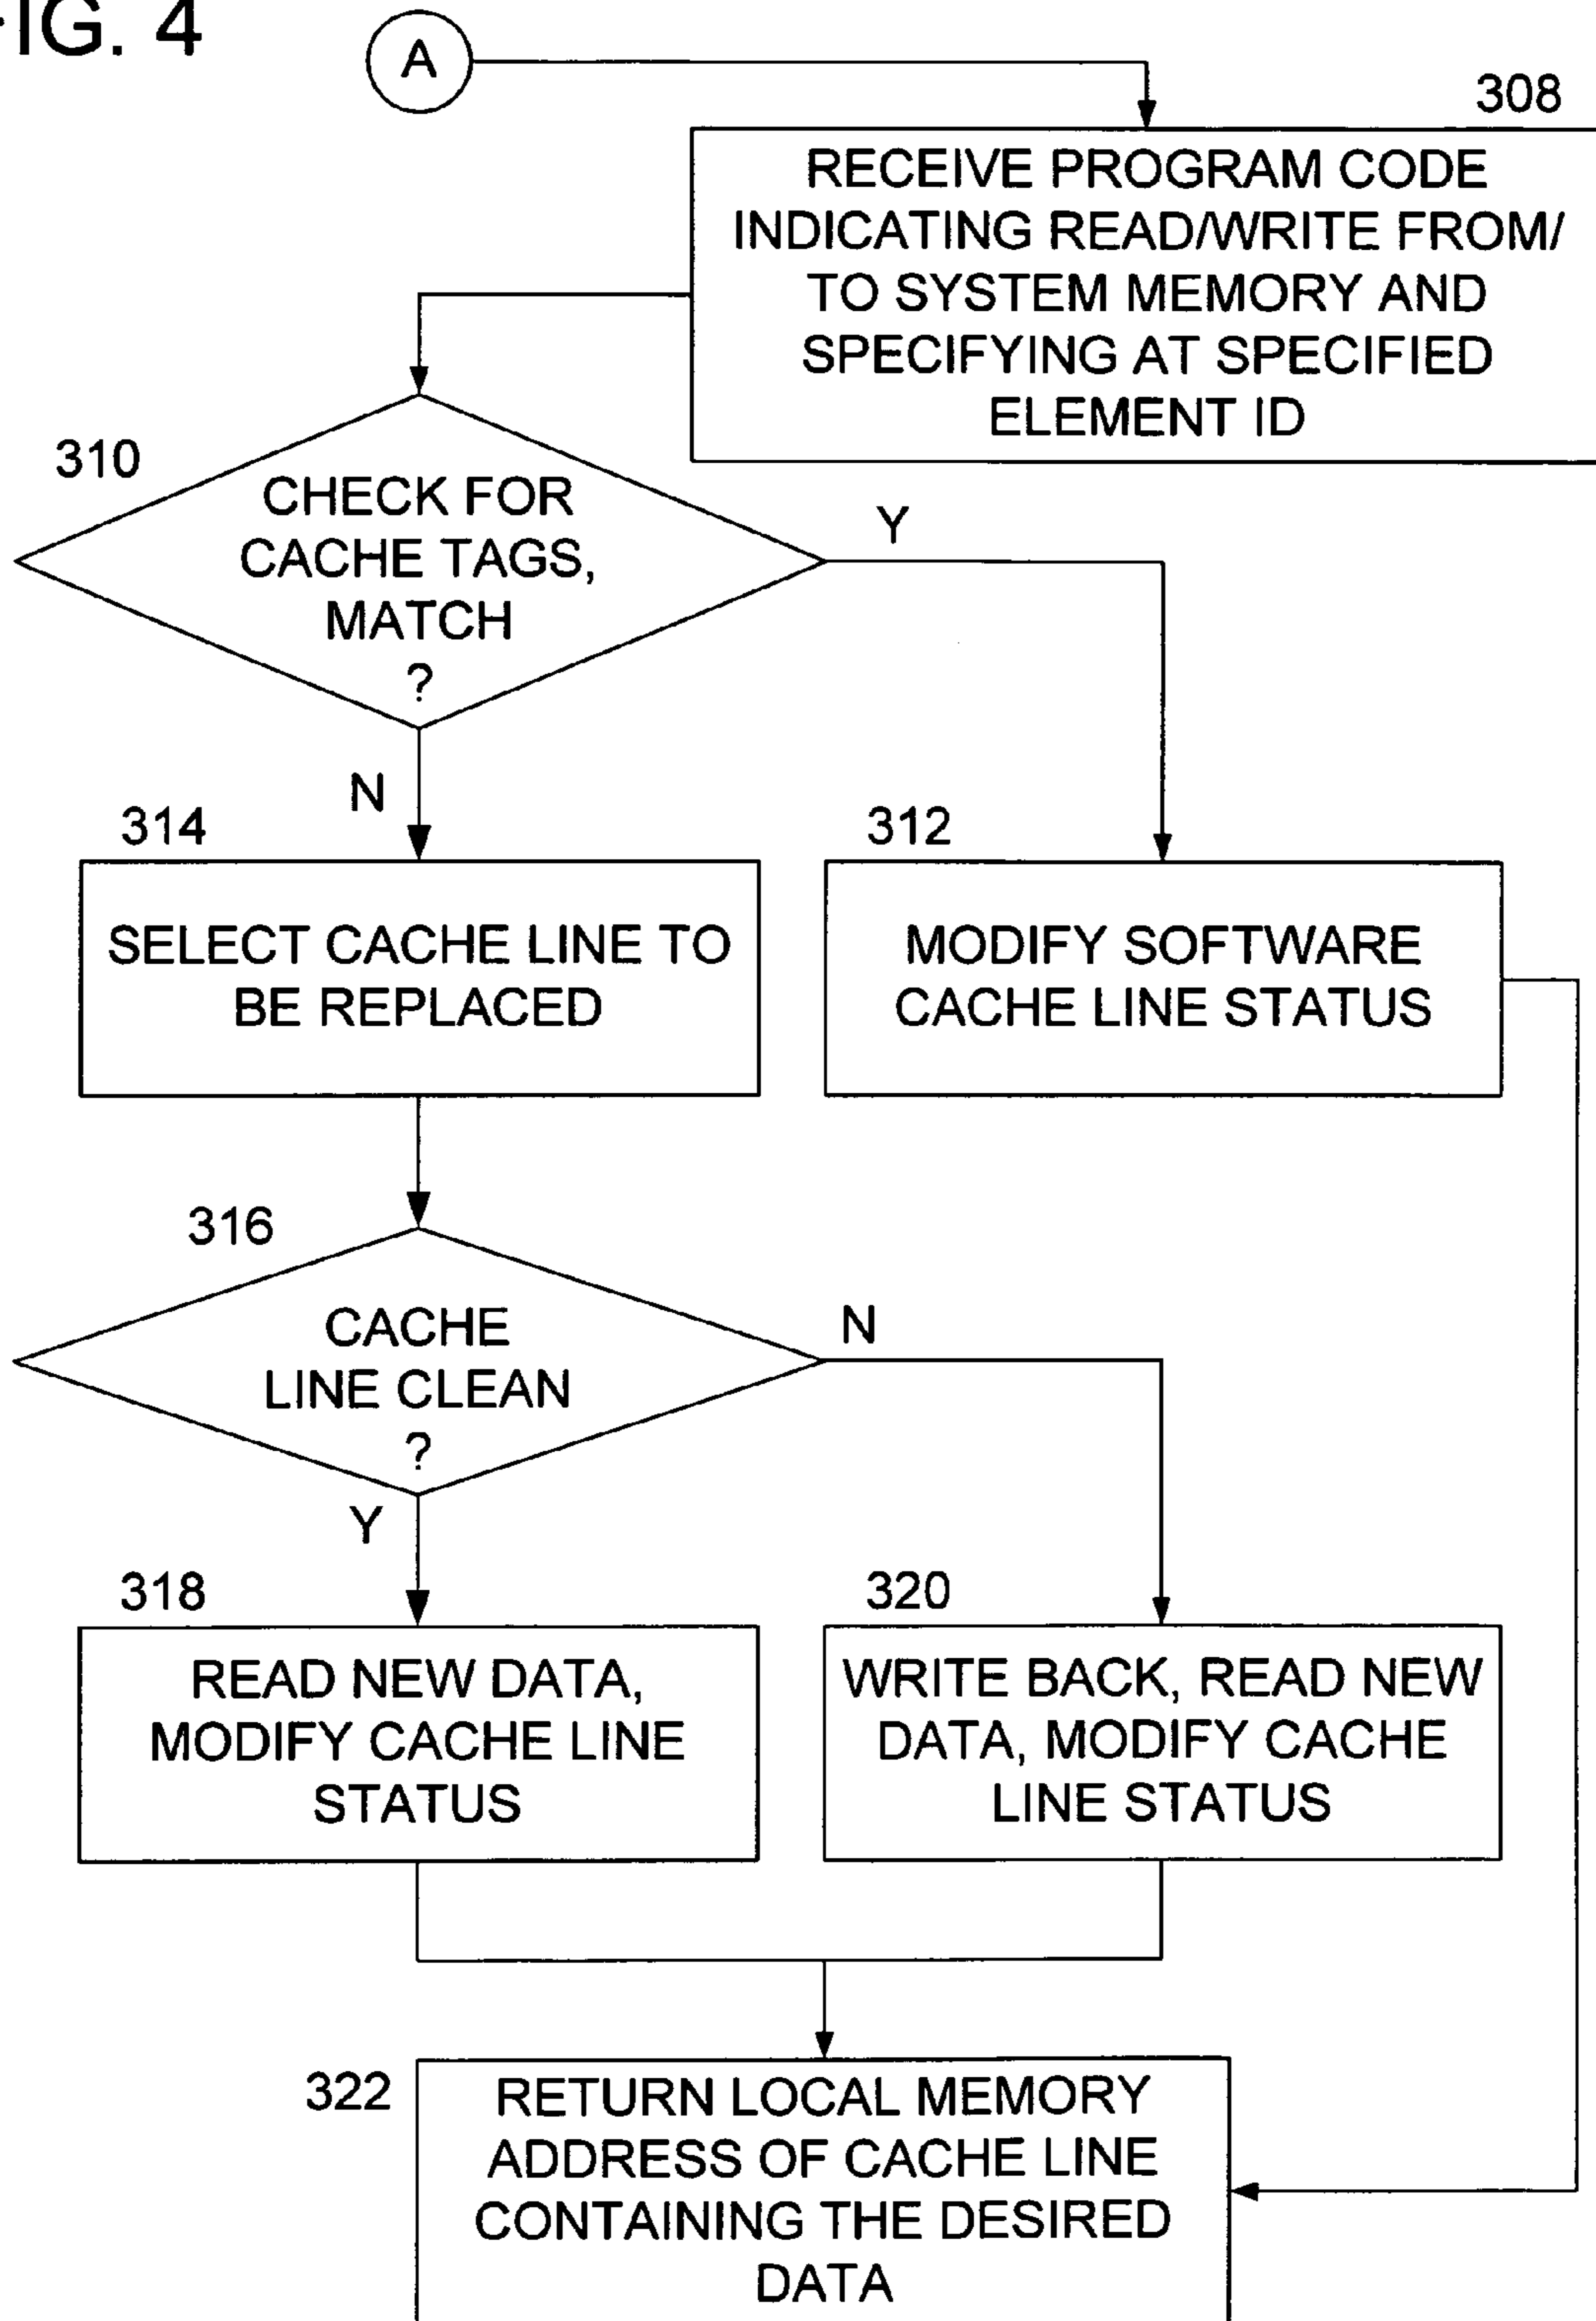 FIG. 4
A
308
RECEIVE PROGRAM CODE
INDICATING READ/WRITE FROM/
TO SYSTEM MEMORY AND
SPECIFYING AT SPECIFIED
ELEMENT ID
310
CHECK FOR
CACHE TAGS,
MATCH
?
Y
N
314
SELECT CACHE LINE TO
BE REPLACED
312
MODIFY SOFTWARE
CACHE LINE STATUS
316
CACHE
LINE CLEAN
?
N
Y
318
READ NEW DATA,
MODIFY CACHE LINE
STATUS
320
WRITE BACK, READ NEW
DATA, MODIFY CACHE
LINE STATUS
322
RETURN LOCAL MEMORY
ADDRESS OF CACHE LINE
CONTAINING THE DESIRED
DATA